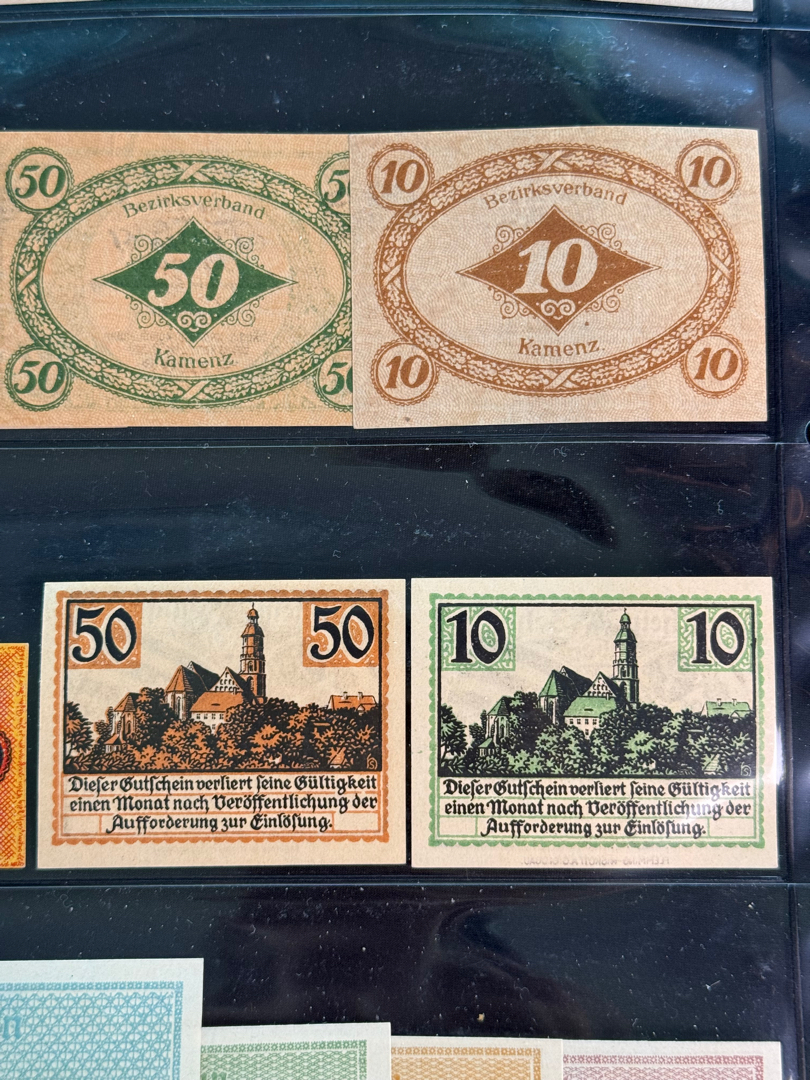 50
5
Bezirksverband
50
Kamenz
50
5
10
10
Bezirksverband
10
Kamenz.
10
10
50
50
Dieser Gutschein verliert seine Gültigkeit
einen Monat nach Veröffentlichung der
Aufforderung zur Einlösung.
10
10
Dieser Gutschein verliert seine Gültigkeit
einen Monat nach Veröffentlichung der
Aufforderung zur Einlösung.
n